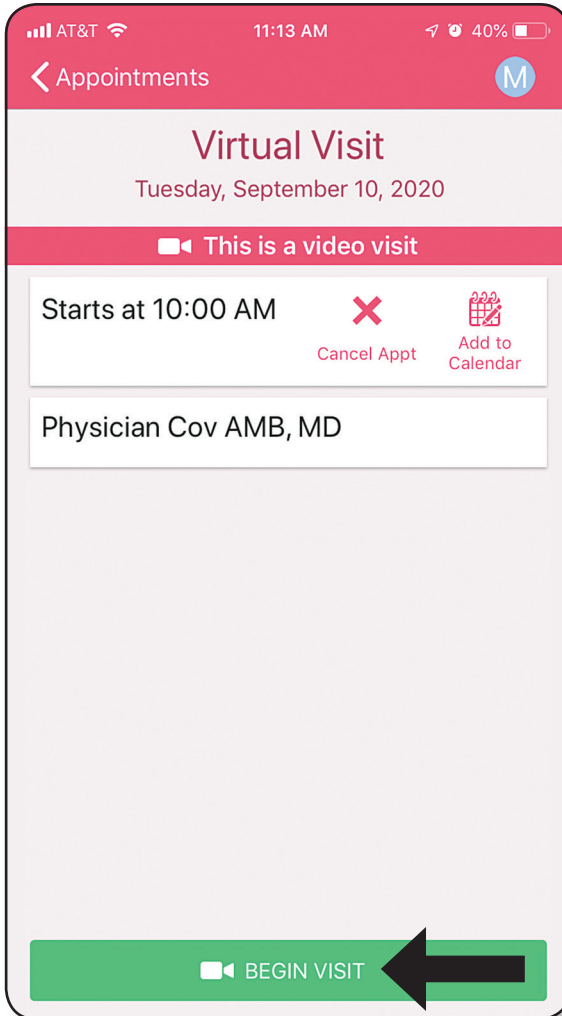 AT&T 11:13 AM 40%
Appointments M
Virtual Visit
Tuesday, September 10, 2020
This is a video visit
Starts at 10:00 AM
Cancel Appt
Add to
Calendar
Physician Cov AMB, MD
BEGIN VISIT